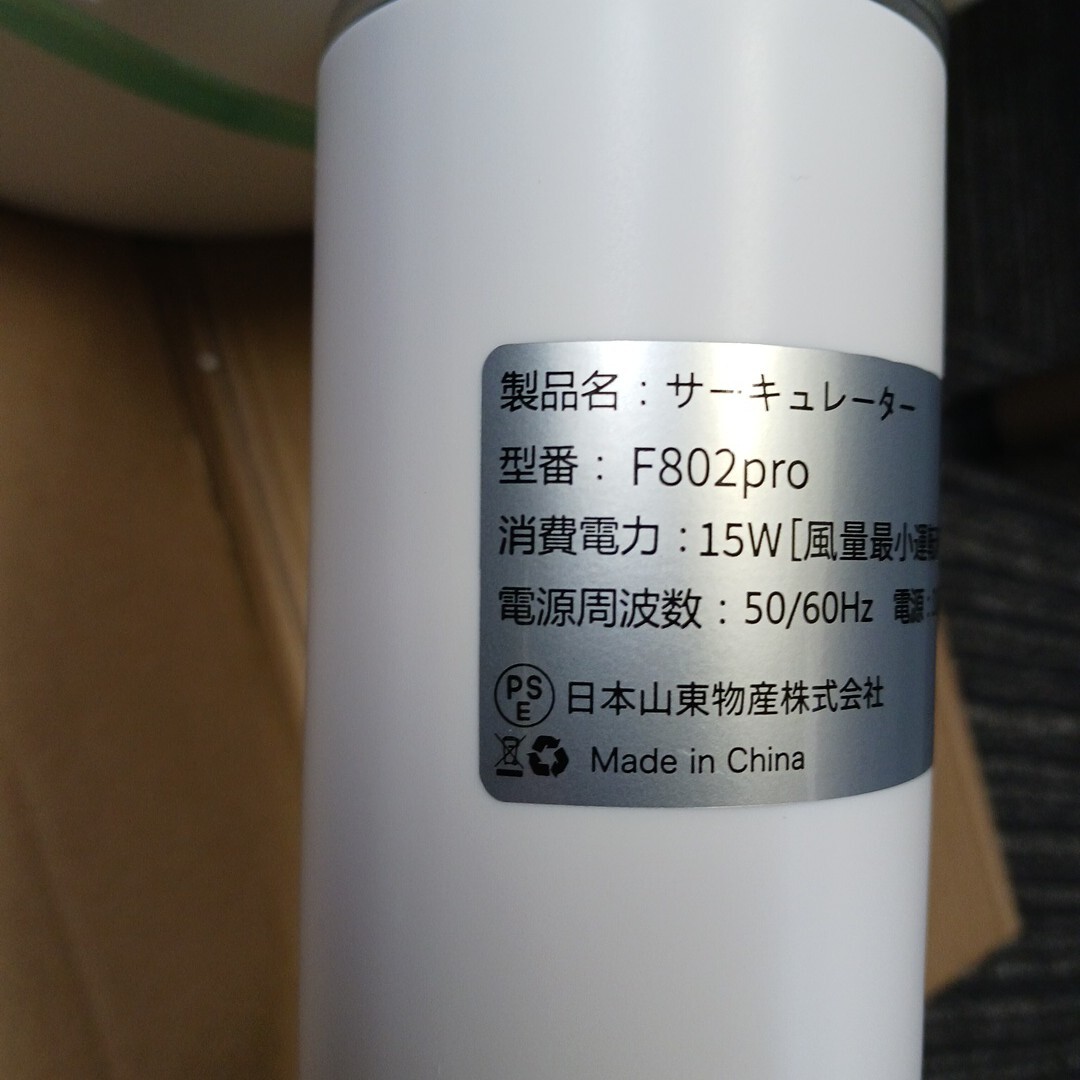 製品名：サーキュレーター
型番：F802pro
消費電力：15W［風量最小運転
電源周波数：50/60Hz 電源：
PSE 日本山東物産株式会社
Made in China